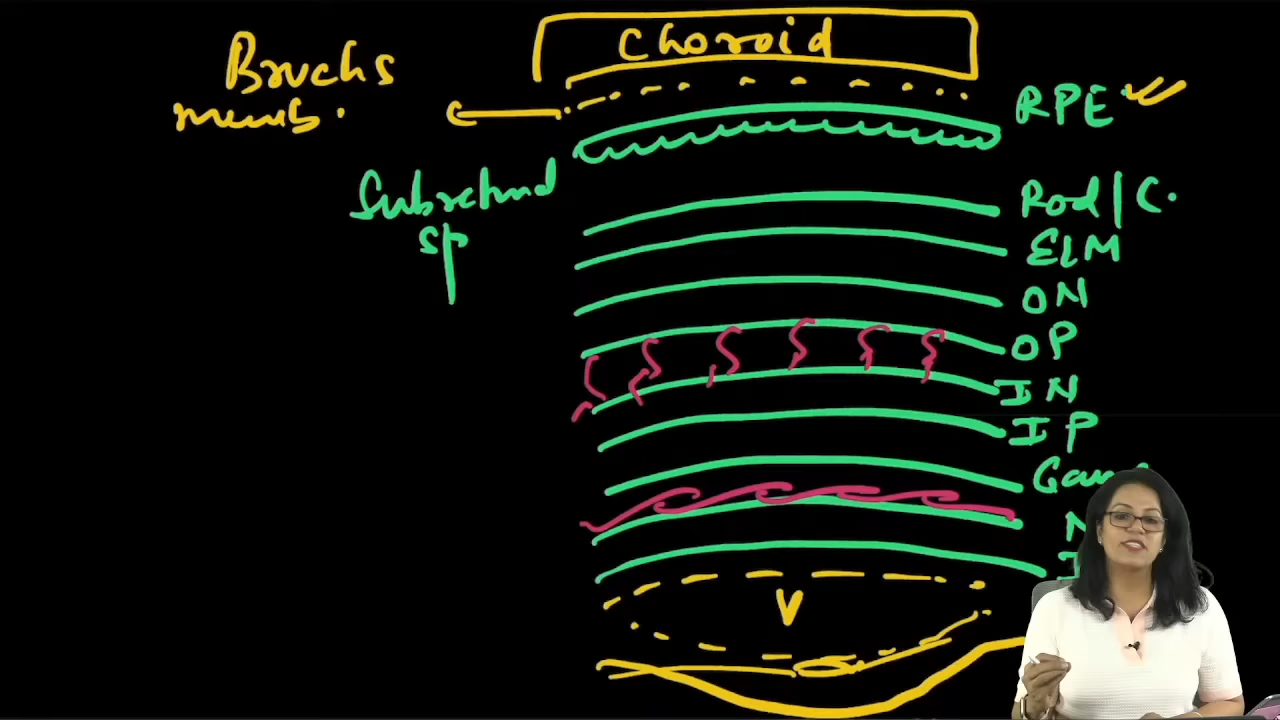 Choroid
Bruchs
memb.
RPE
Subretinal
sp
Rod/C.
ELM
ON
OP
IN
IP
V